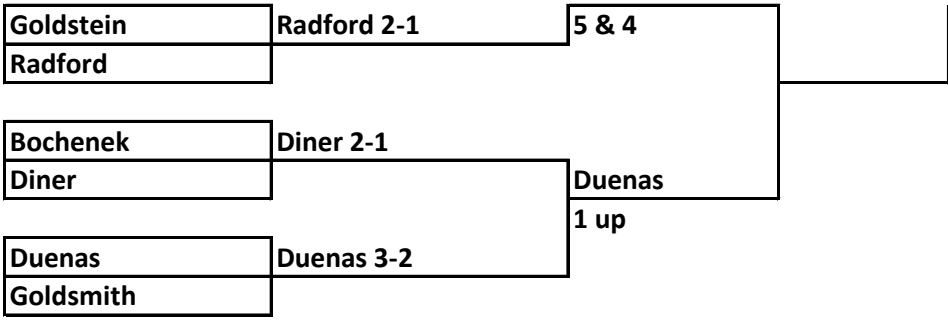 Goldstein Radford 2-1 5 & 4
Radford
Bochenek Diner 2-1
Diner Duenas
1 up
Duenas Duenas 3-2
Goldsmith